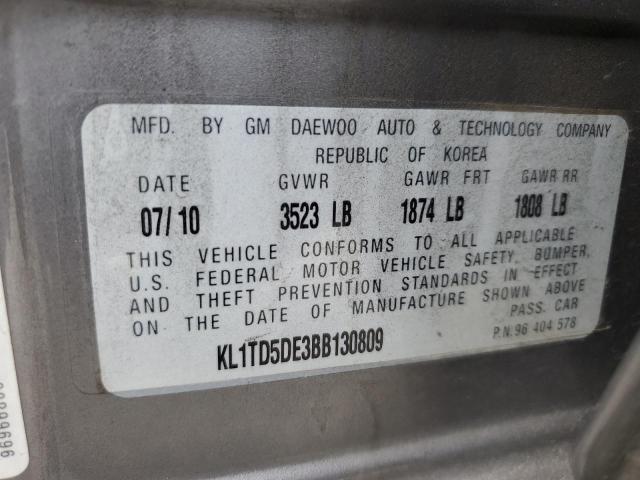 MFD. BY GM DAEWOO AUTO & TECHNOLOGY COMPANY
REPUBLIC OF KOREA
DATE GVWR GAWR FRT GAWR RR
07/10 3523 LB 1874 LB 1808 LB
THIS VEHICLE CONFORMS TO ALL APPLICABLE
U.S. FEDERAL MOTOR VEHICLE SAFETY, BUMPER,
AND THEFT PREVENTION STANDARDS IN EFFECT
ON THE DATE OF MANUFACTURE SHOWN ABOVE
PASS. CAR
KL1TD5DE3BB130809
P.N.96 404 578